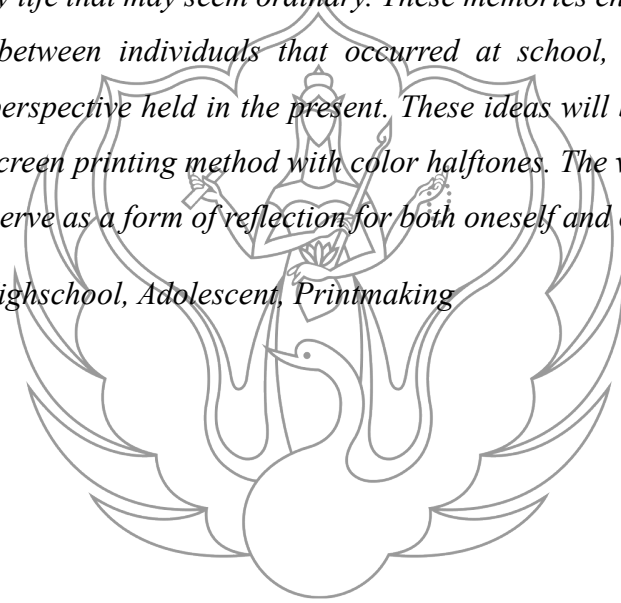 y life that may seem ordinary. These memories en
between individuals that occurred at school,
perspective held in the present. These ideas will
creen printing method with color halftones. The
erve as a form of reflection for both oneself and
ighschool, Adolescent, Printmaking